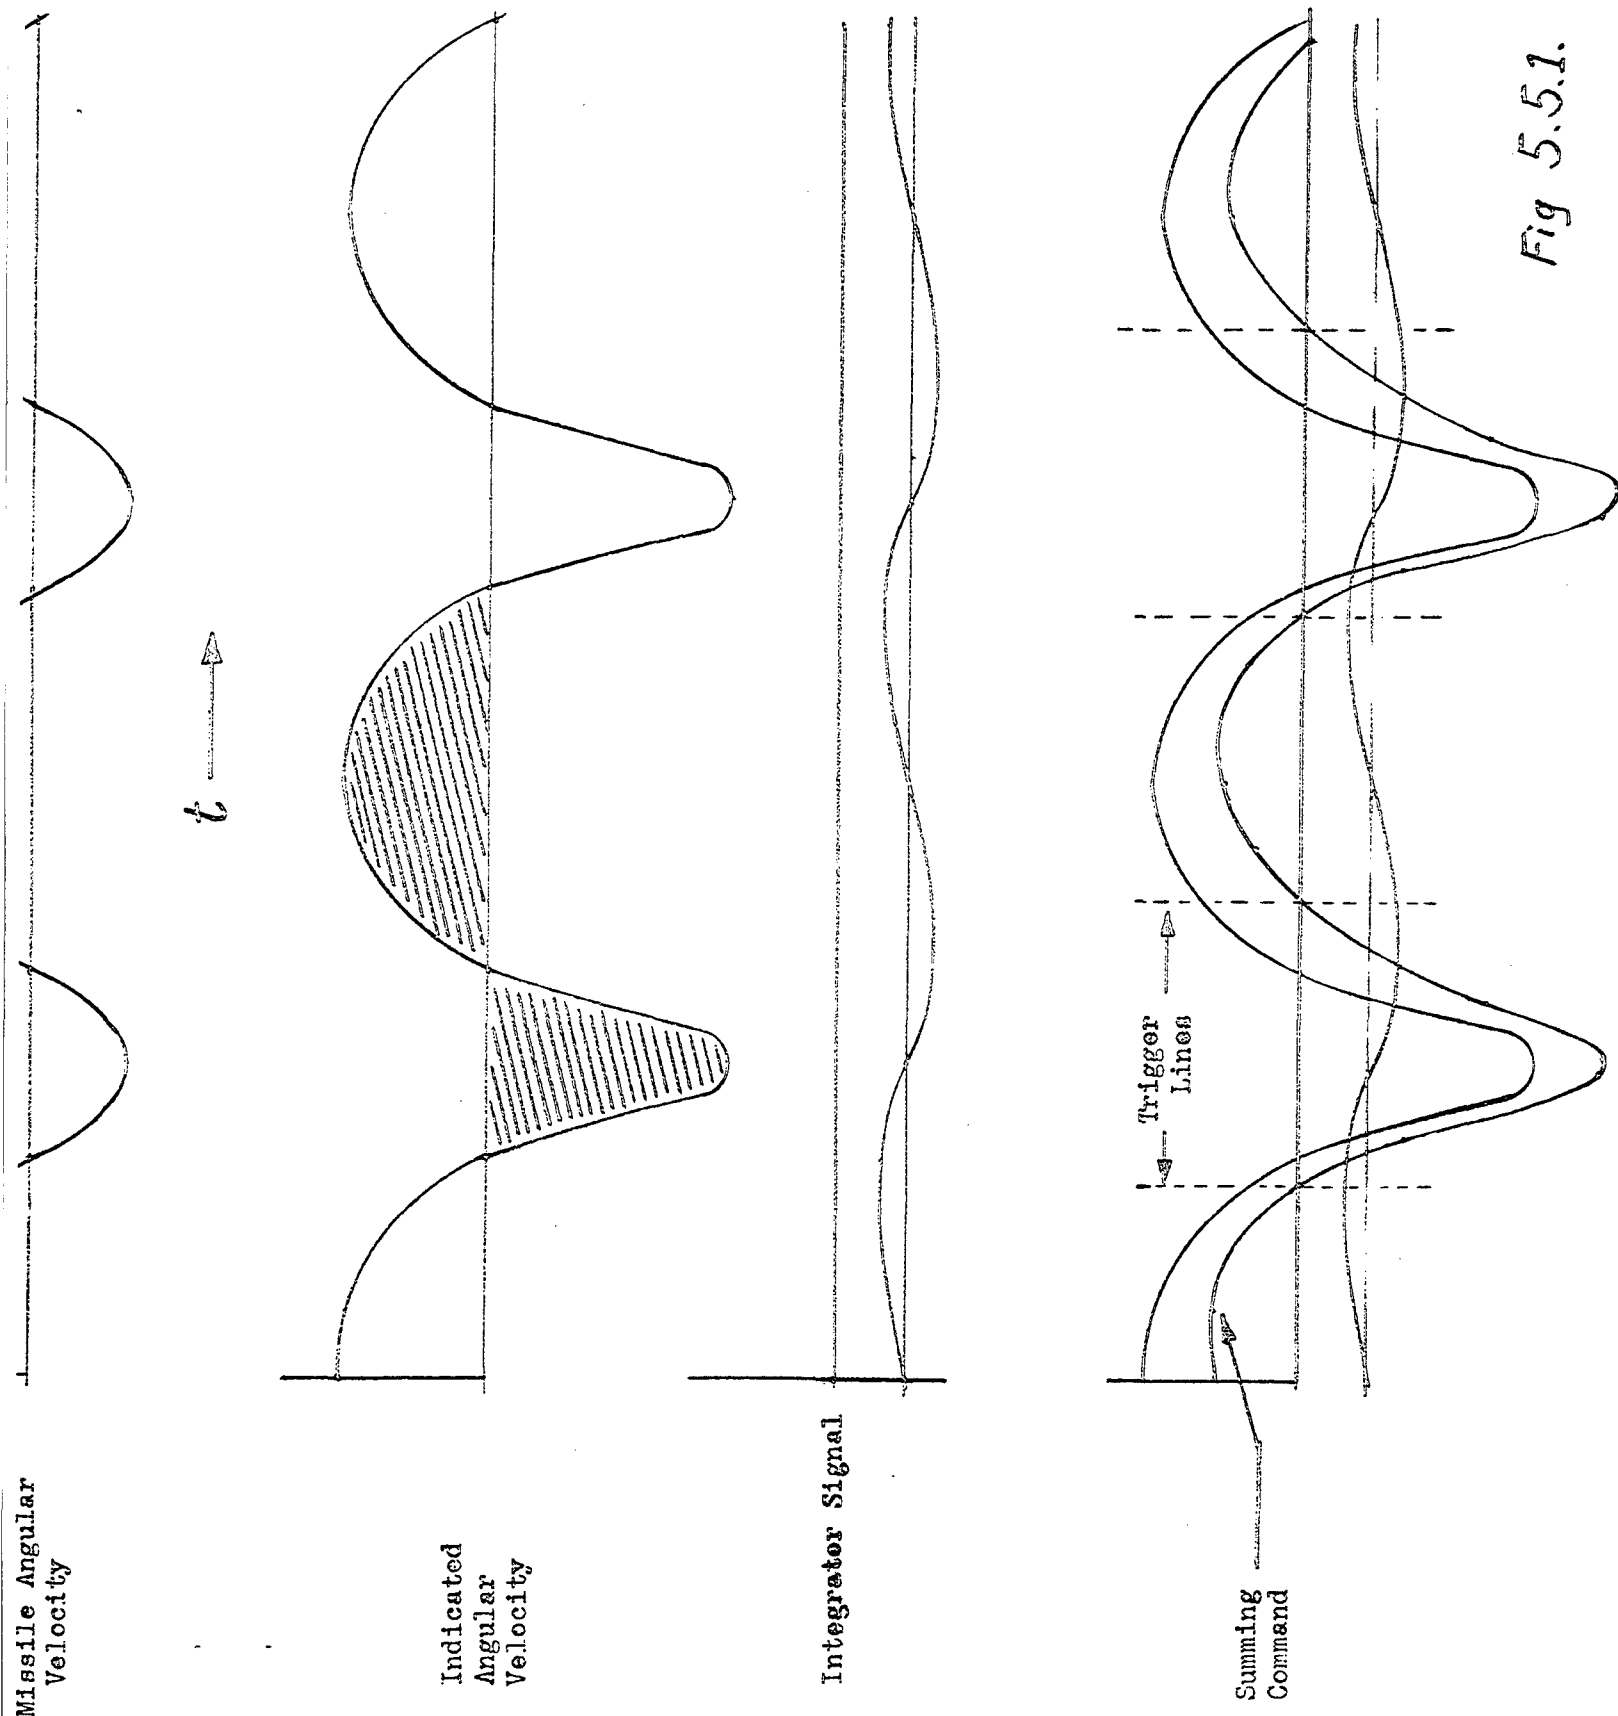 Missile Angular
Velocity
t
Indicated
Angular
Velocity
Integrator Signal
Trigger
Lines
Summing
Command
Fig 5.5.1.